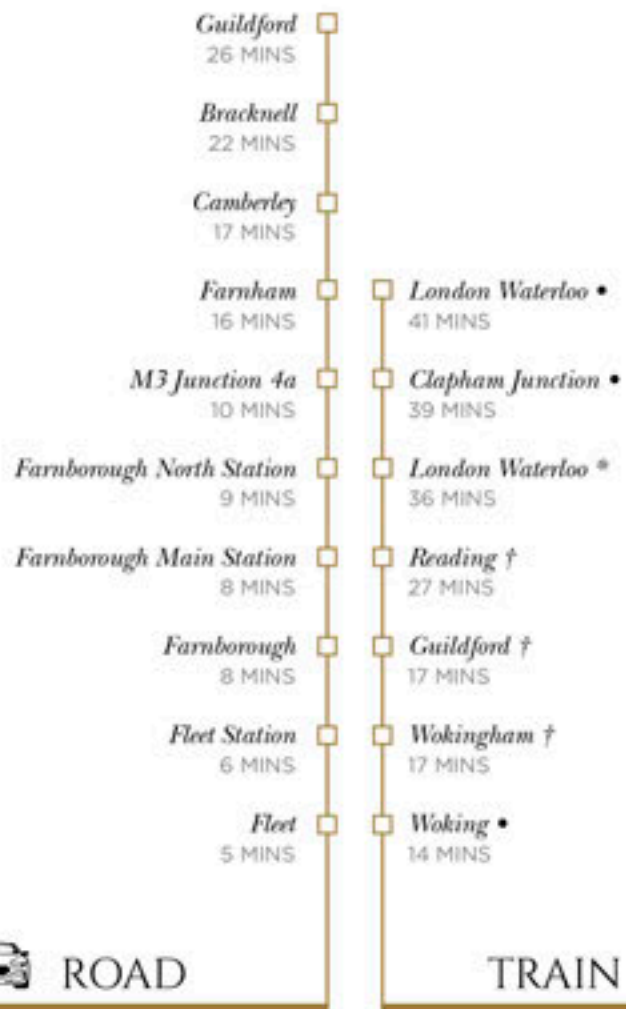 Guildford
26 MINS
Bracknell
22 MINS
Camberley
17 MINS
Farnham
16 MINS
M3 Junction 4a
10 MINS
Farnborough North Station
9 MINS
Farnborough Main Station
8 MINS
Farnborough
8 MINS
Fleet Station
6 MINS
Fleet
5 MINS
ROAD
London Waterloo •
41 MINS
Clapham Junction •
39 MINS
London Waterloo *
36 MINS
Reading †
27 MINS
Guildford †
17 MINS
Wokingham †
17 MINS
Woking •
14 MINS
TRAIN